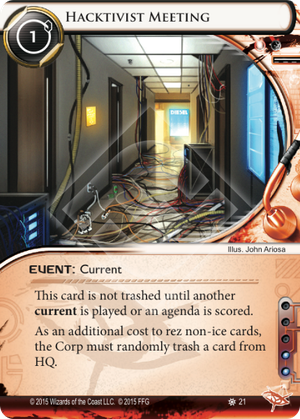 HACKTIVIST MEETING
1
Illus. John Ariosa
EVENT: Current
This card is not trashed until another
current is played or an agenda is scored.
As an additional cost to rez non-ice cards,
the Corp must randomly trash a card from
HQ.
© 2015 Wizards of the Coast LLC. © 2015 FFG 21